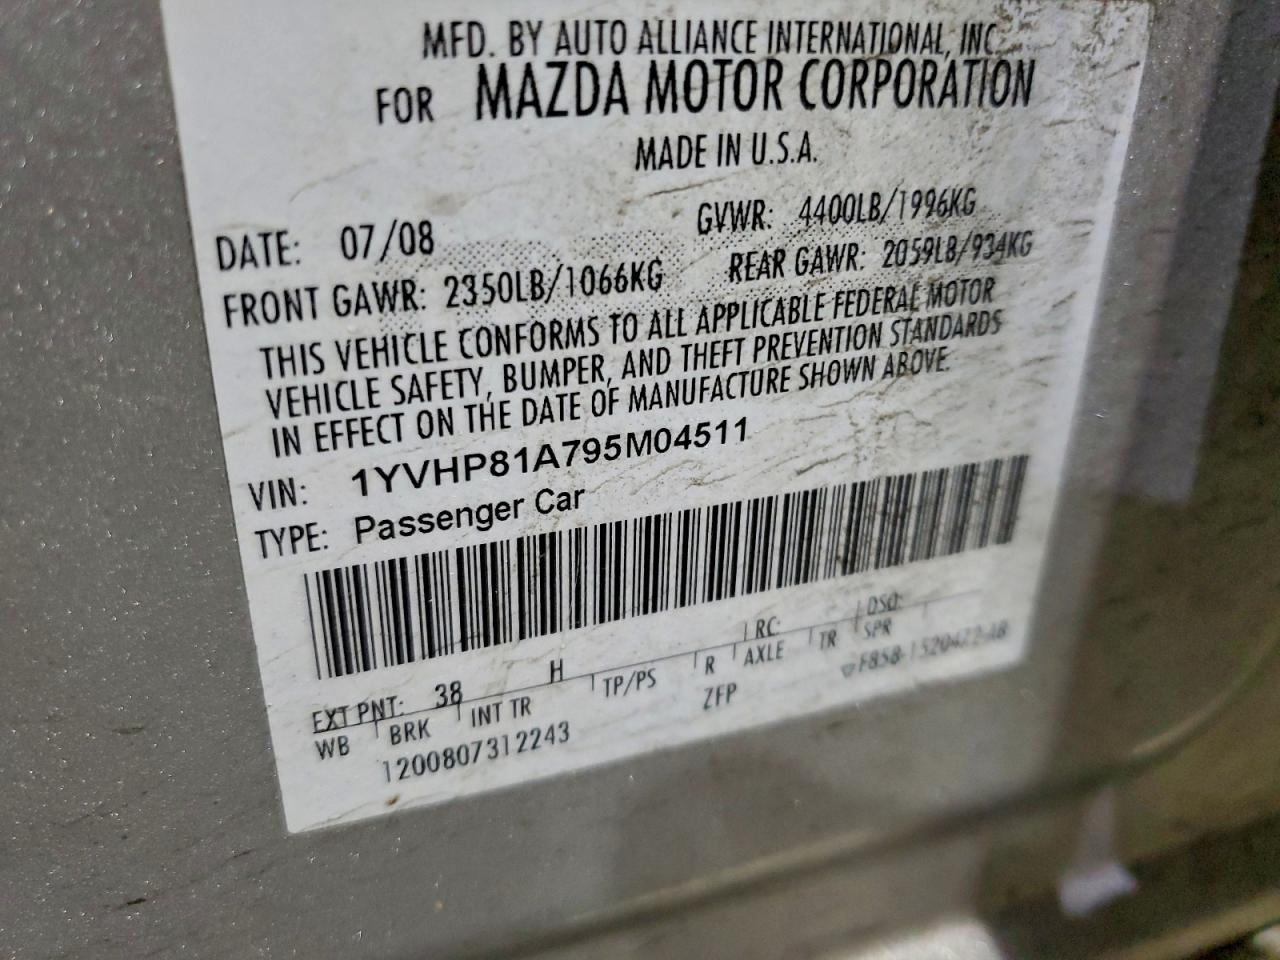 MFD. BY AUTO ALLIANCE INTERNATIONAL, INC.
FOR MAZDA MOTOR CORPORATION
MADE IN U.S.A.
DATE: 07/08 GVWR: 4400LB/1996KG
FRONT GAWR: 2350LB/1066KG REAR GAWR: 2059LB/934KG
THIS VEHICLE CONFORMS TO ALL APPLICABLE FEDERAL MOTOR
VEHICLE SAFETY, BUMPER, AND THEFT PREVENTION STANDARDS
IN EFFECT ON THE DATE OF MANUFACTURE SHOWN ABOVE.
VIN: 1YVHP81A795M04511
TYPE: Passenger Car
EXT PNT: 38 H RC: DSO:
WB BRK INT TR TP/PS R AXLE TR SPR
1200807312243 ZFP